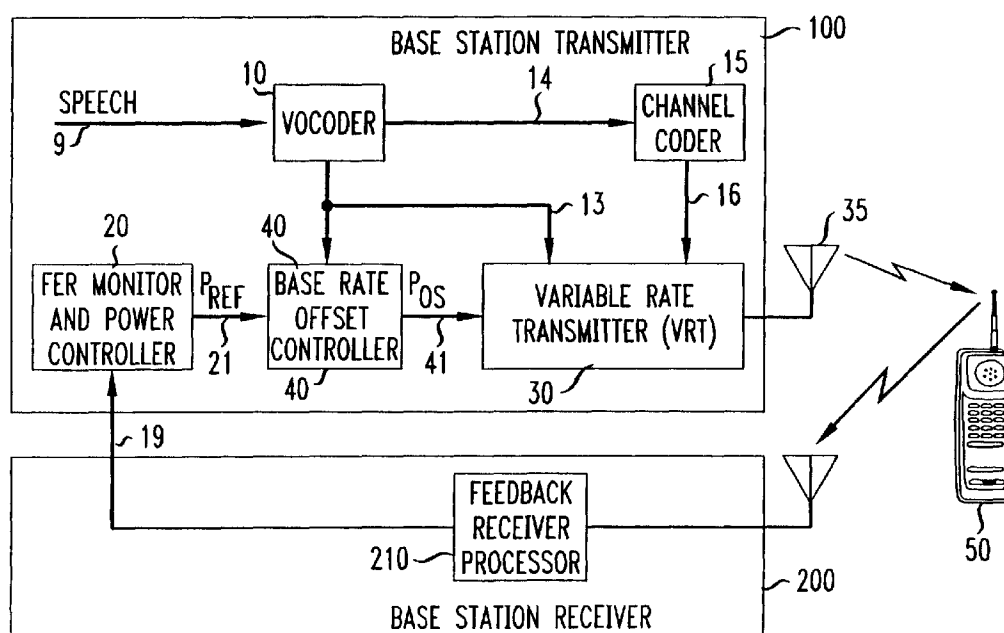 BASE STATION TRANSMITTER
100
10
15
SPEECH
9
VOCODER
14
CHANNEL
CODER
13
16
35
20
40
FER MONITOR
AND POWER
CONTROLLER
PREF
21
BASE RATE
OFFSET
CONTROLLER
40
POS
41
VARIABLE RATE
TRANSMITTER (VRT)
30
19
FEEDBACK
RECEIVER
PROCESSOR
210
50
200
BASE STATION RECEIVER